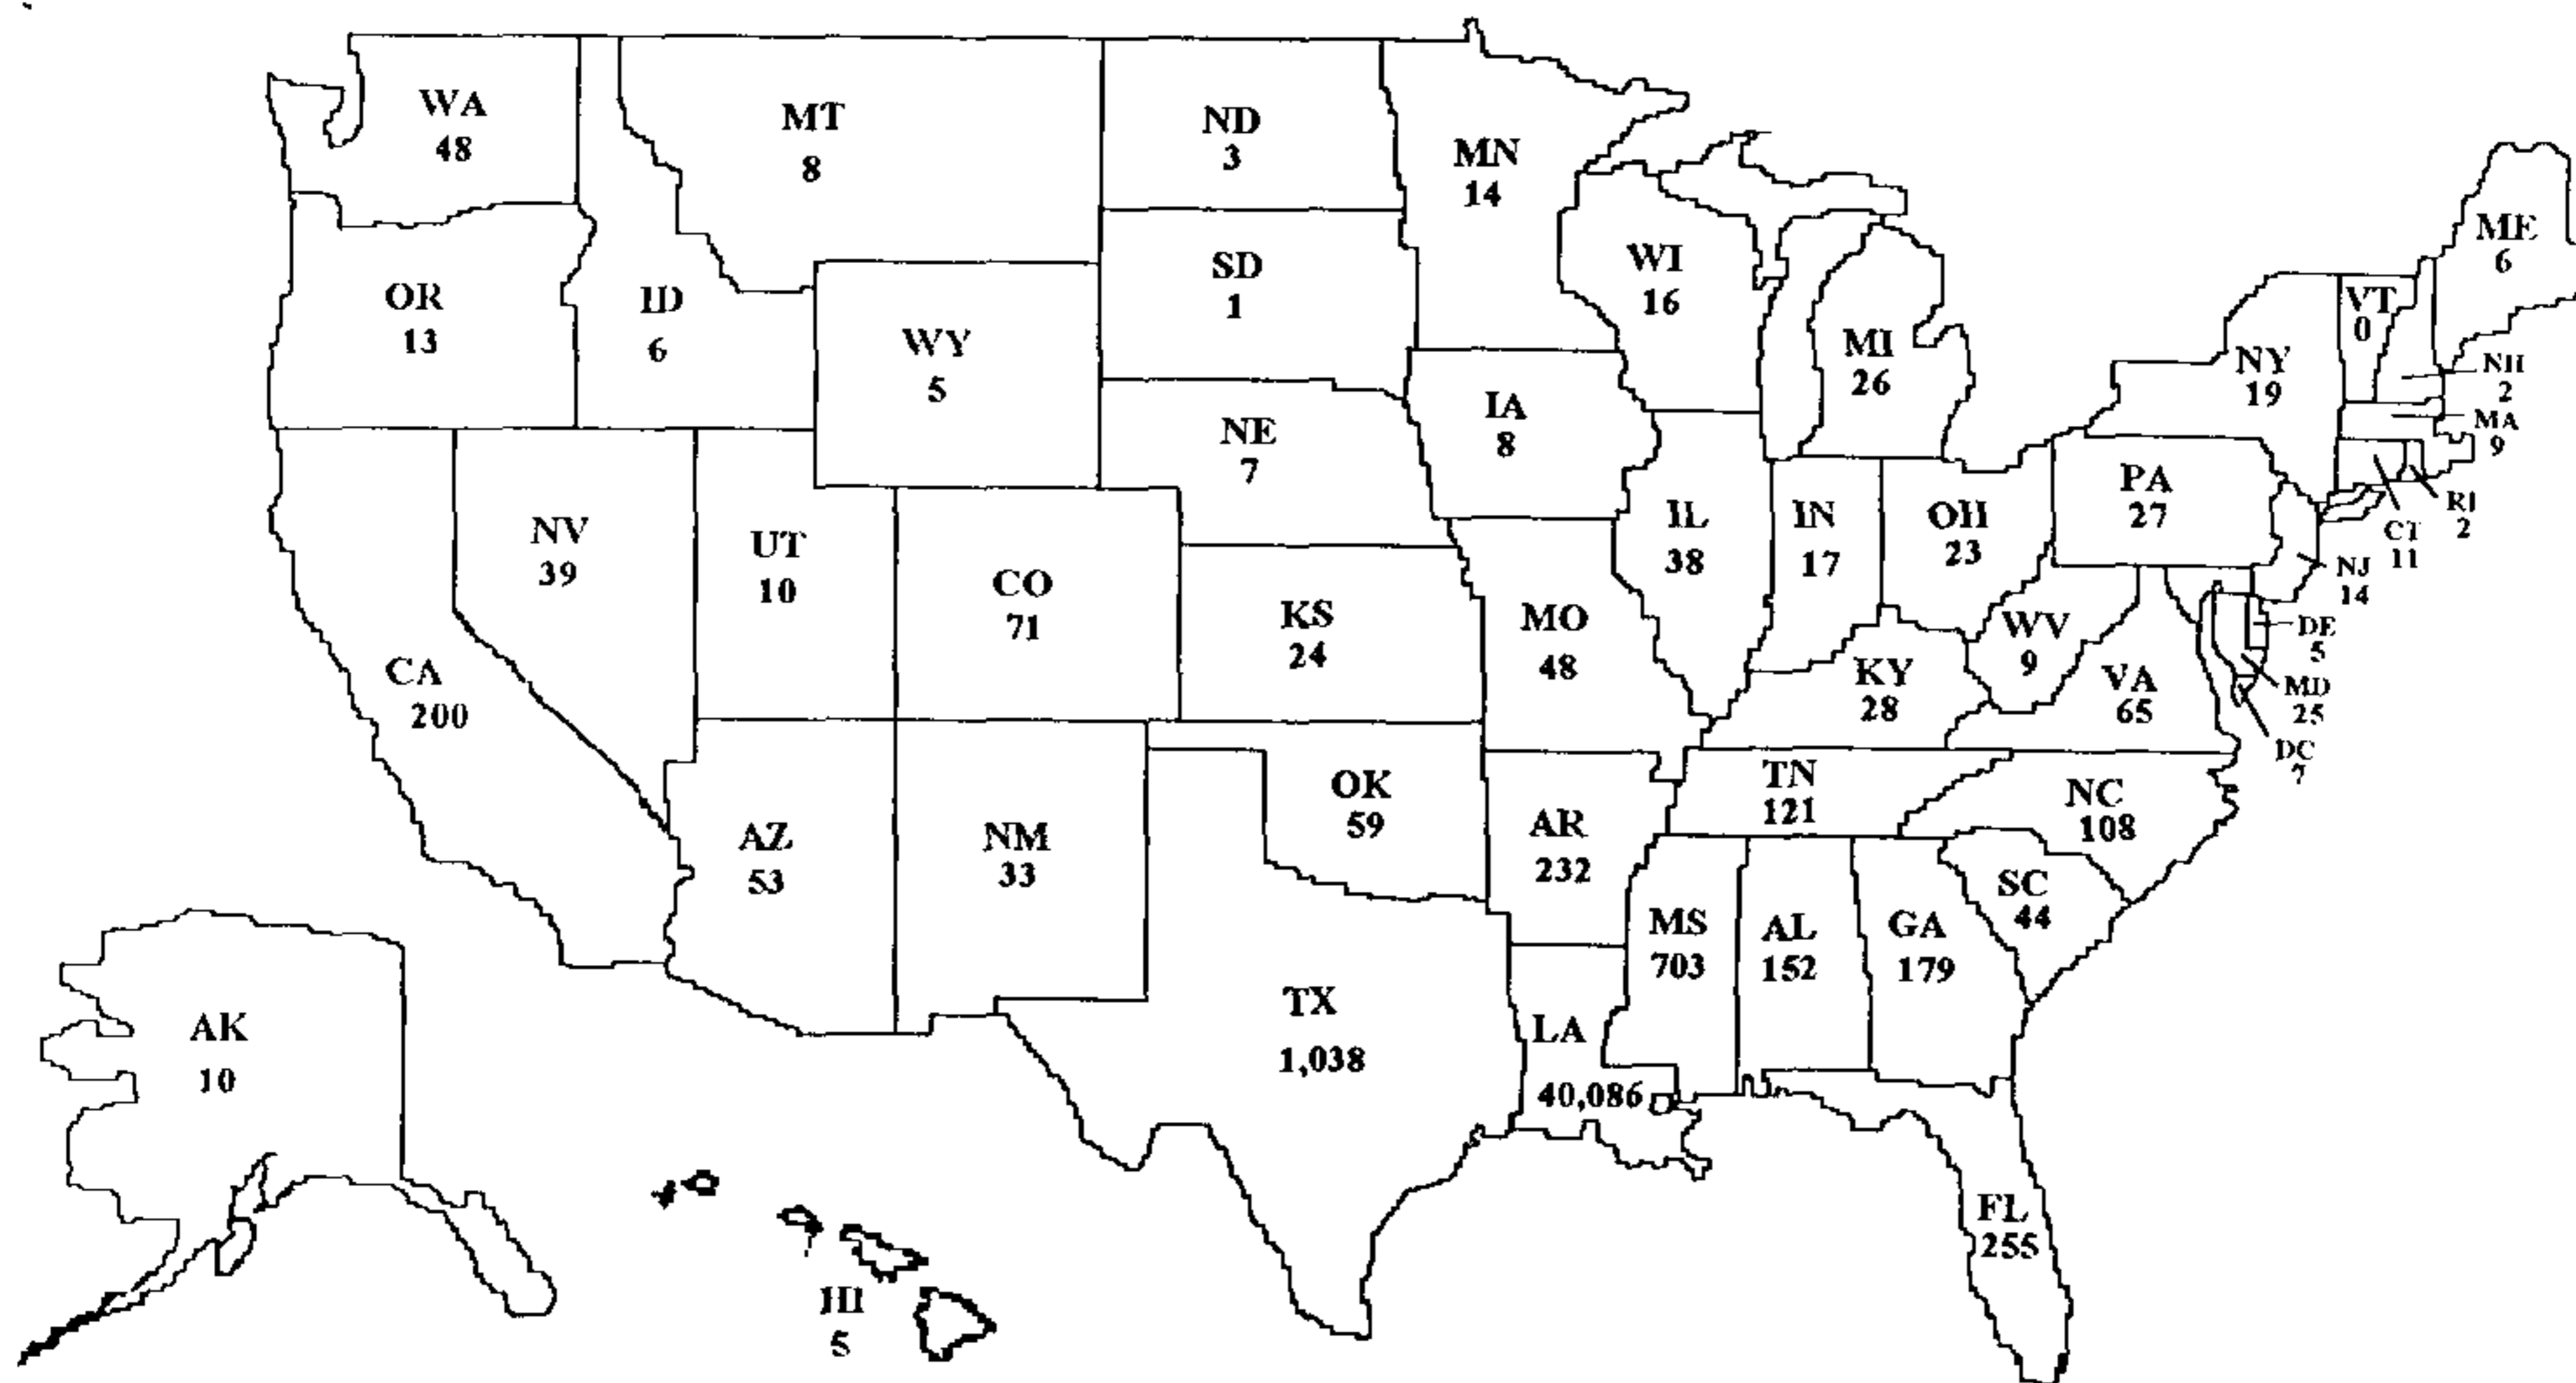 WA
48
MT
8
ND
3
MN
14
OR
13
ID
6
WY
5
SD
1
WI
16
MI
26
ME
6
VT
0
NH
2
NY
19
MA
9
RI
2
CT
11
NE
7
IA
8
PA
27
NJ
14
NV
39
UT
10
CO
71
KS
24
MO
48
IL
38
IN
17
OH
23
WV
9
VA
65
DE
5
MD
25
DC
7
CA
200
KY
28
TN
121
NC
108
AZ
53
NM
33
OK
59
AR
232
SC
44
MS
703
AL
152
GA
179
TX
1,038
LA
40,086
FL
255
AK
10
HI
5